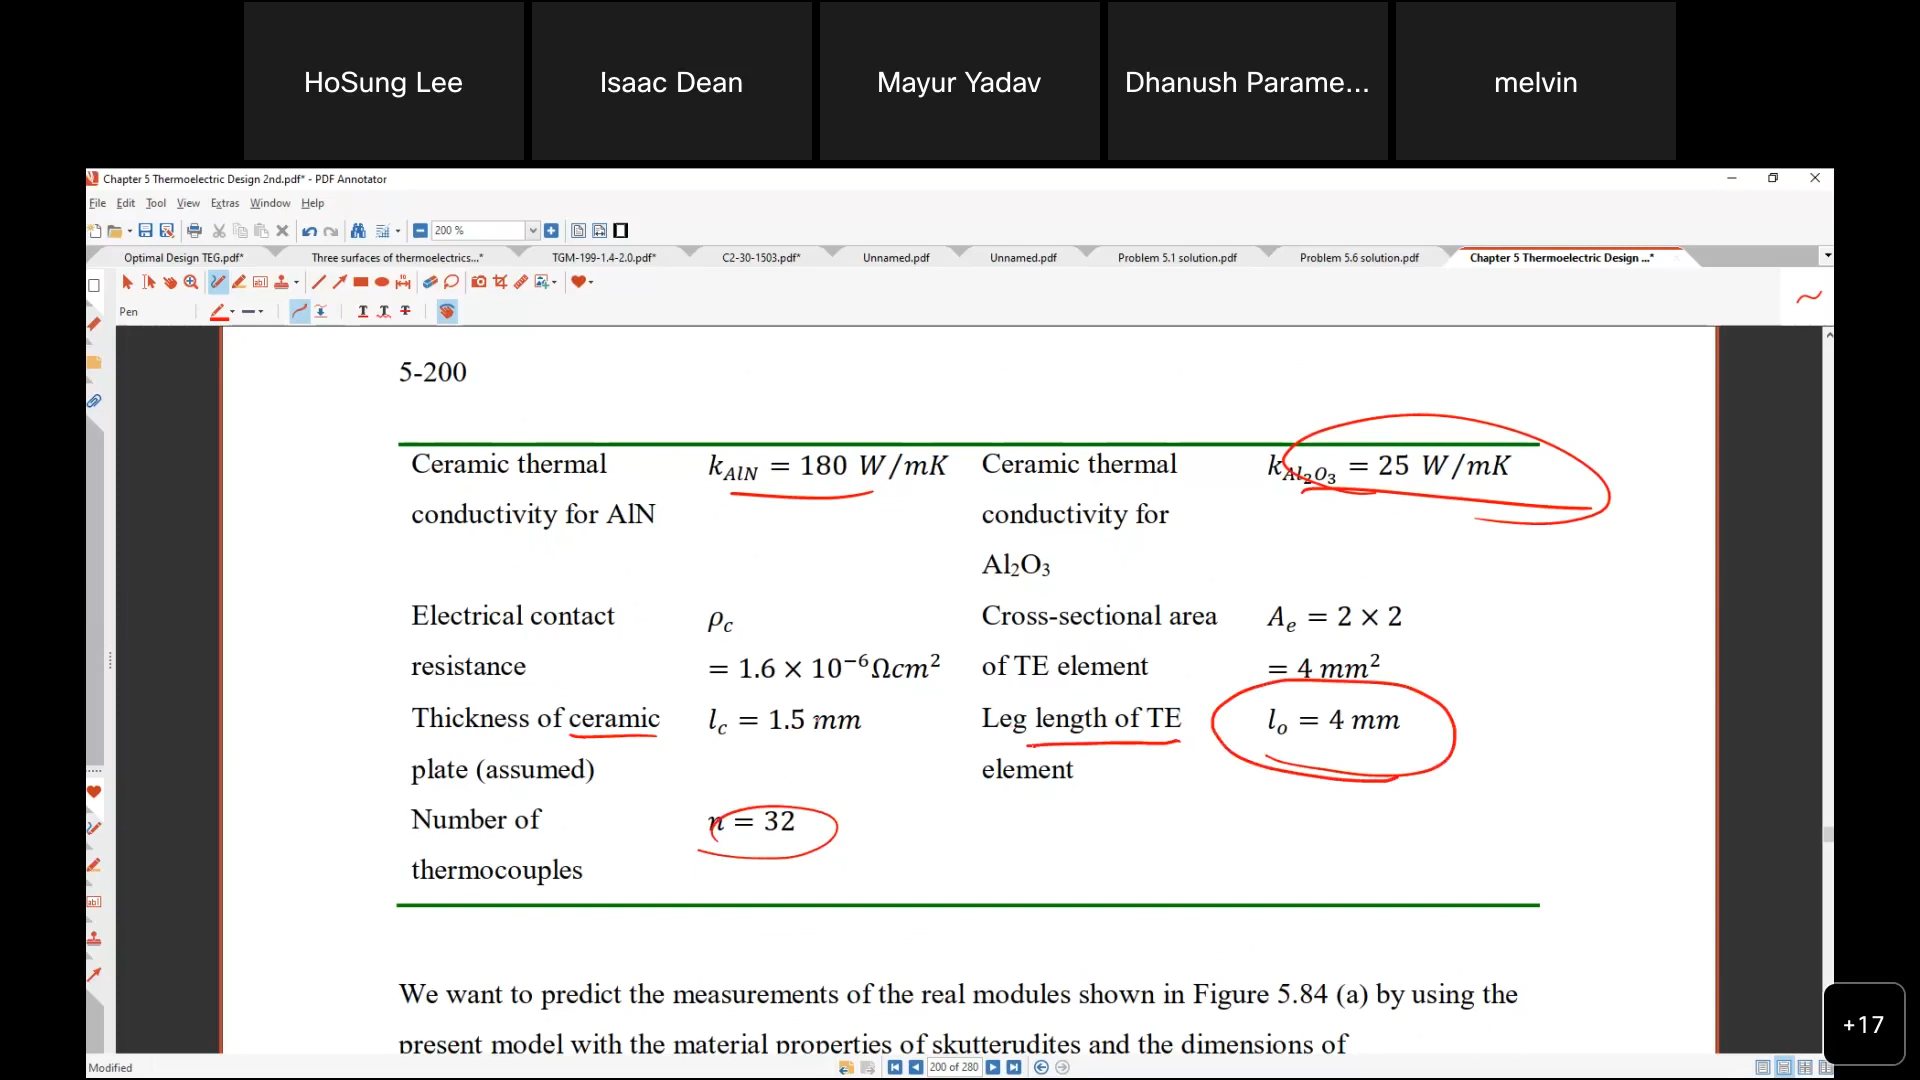 HoSung Lee
Isaac Dean
Mayur Yadav
Dhanush Parame...
melvin
Chapter 5 Thermoelectric Design 2nd.pdf* - PDF Annotator
File Edit Tool View Extras Window Help
200 %
Optimal Design TEG.pdf*
Three surfaces of thermoelectrics...*
TGM-199-1.4-2.0.pdf*
C2-30-1503.pdf*
Unnamed.pdf
Unnamed.pdf
Problem 5.1 solution.pdf
Problem 5.6 solution.pdf
Chapter 5 Thermoelectric Design ...*
Pen
5-200
Ceramic thermal
conductivity for AlN
k_AlN = 180 W/mK
Ceramic thermal
conductivity for
Al₂O₃
k_Al₂O₃ = 25 W/mK
Electrical contact
resistance
ρ_c
= 1.6 × 10⁻⁶Ωcm²
Cross-sectional area
of TE element
A_e = 2 × 2
= 4 mm²
Thickness of ceramic
plate (assumed)
l_c = 1.5 mm
Leg length of TE
element
l_o = 4 mm
Number of
thermocouples
n = 32
We want to predict the measurements of the real modules shown in Figure 5.84 (a) by using the
present model with the material properties of skutterudites and the dimensions of
+17
Modified
200 of 280